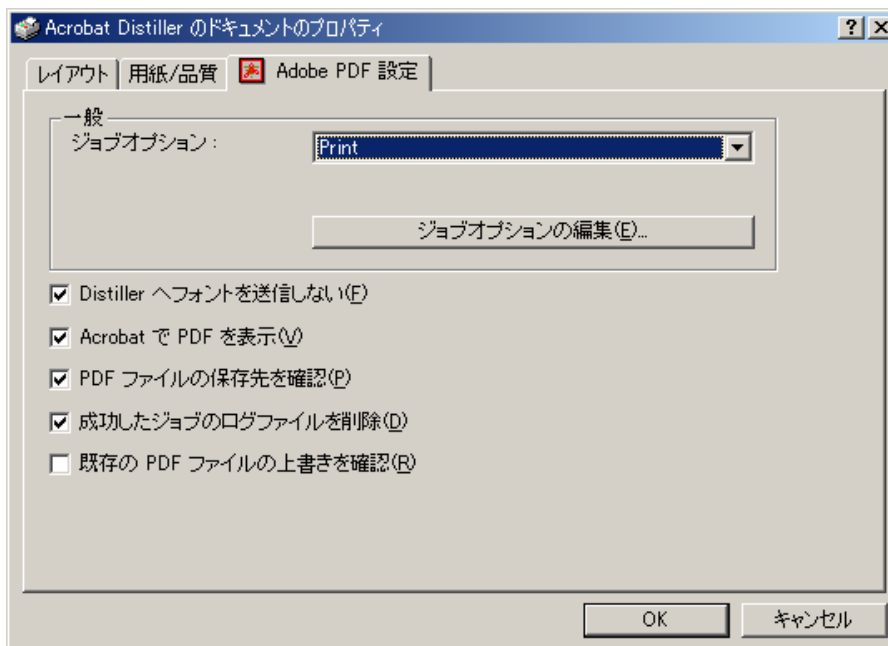 Acrobat Distiller のドキュメントのプロパティ
レイアウト 用紙/品質 Adobe PDF 設定
一般
ジョブオプション: Print
ジョブオプションの編集(E)...
Distiller へフォントを送信しない(F)
Acrobat で PDF を表示(V)
PDF ファイルの保存先を確認(P)
成功したジョブのログファイルを削除(D)
既存の PDF ファイルの上書きを確認(R)
OK キャンセル